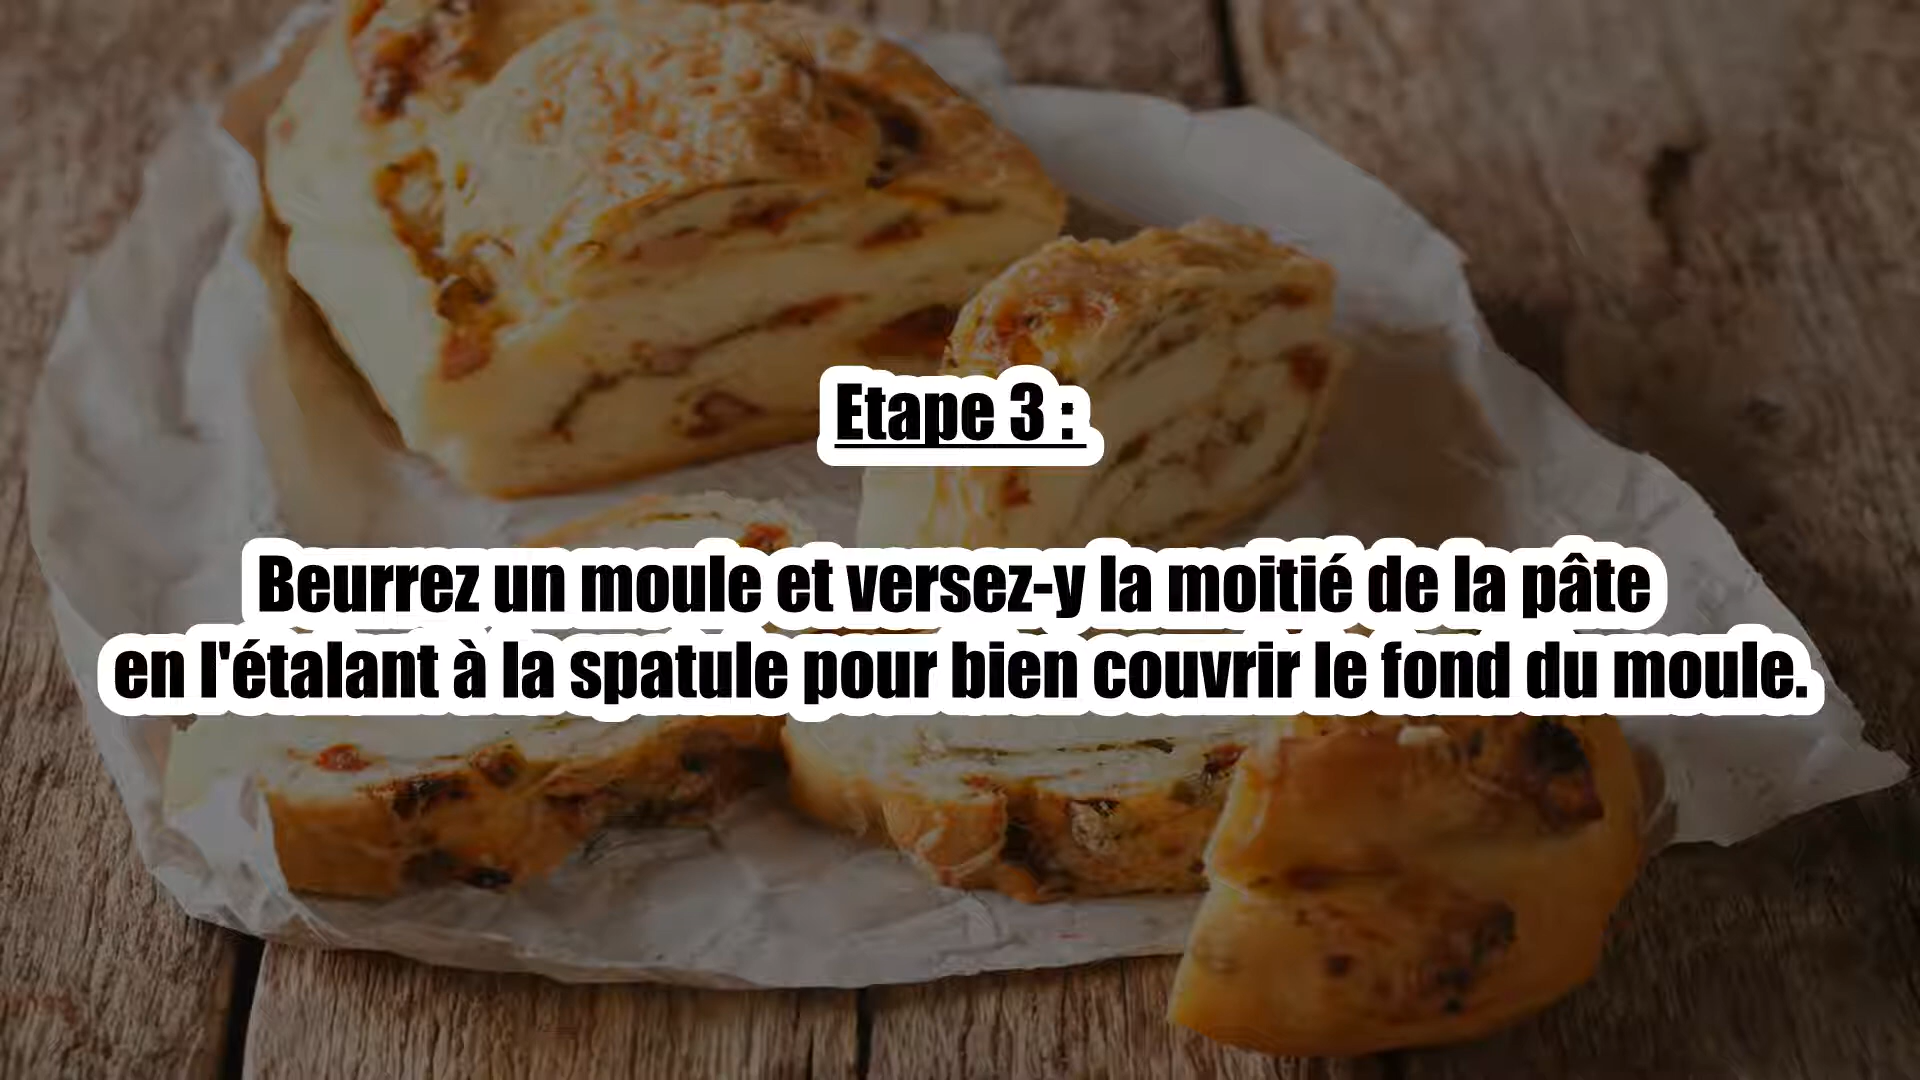 Etape 3 :
Beurrez un moule et versez-y la moitié de la pâte
en l'étalant à la spatule pour bien couvrir le fond du moule.